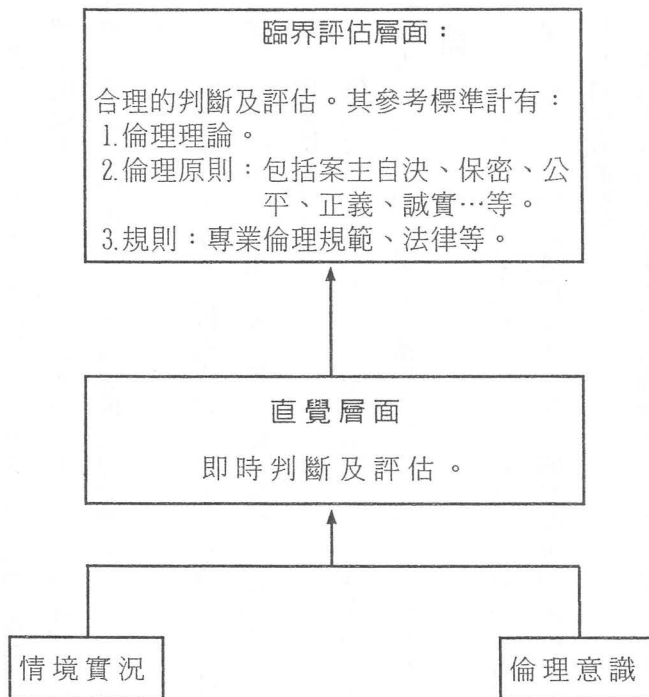 臨界評估層面：
合理的判斷及評估。其參考標準計有：
1.倫理理論。
2.倫理原則：包括案主自決、保密、公
平、正義、誠實…等。
3.規則：專業倫理規範、法律等。
直覺層面
即時判斷及評估。
情境實況
倫理意識